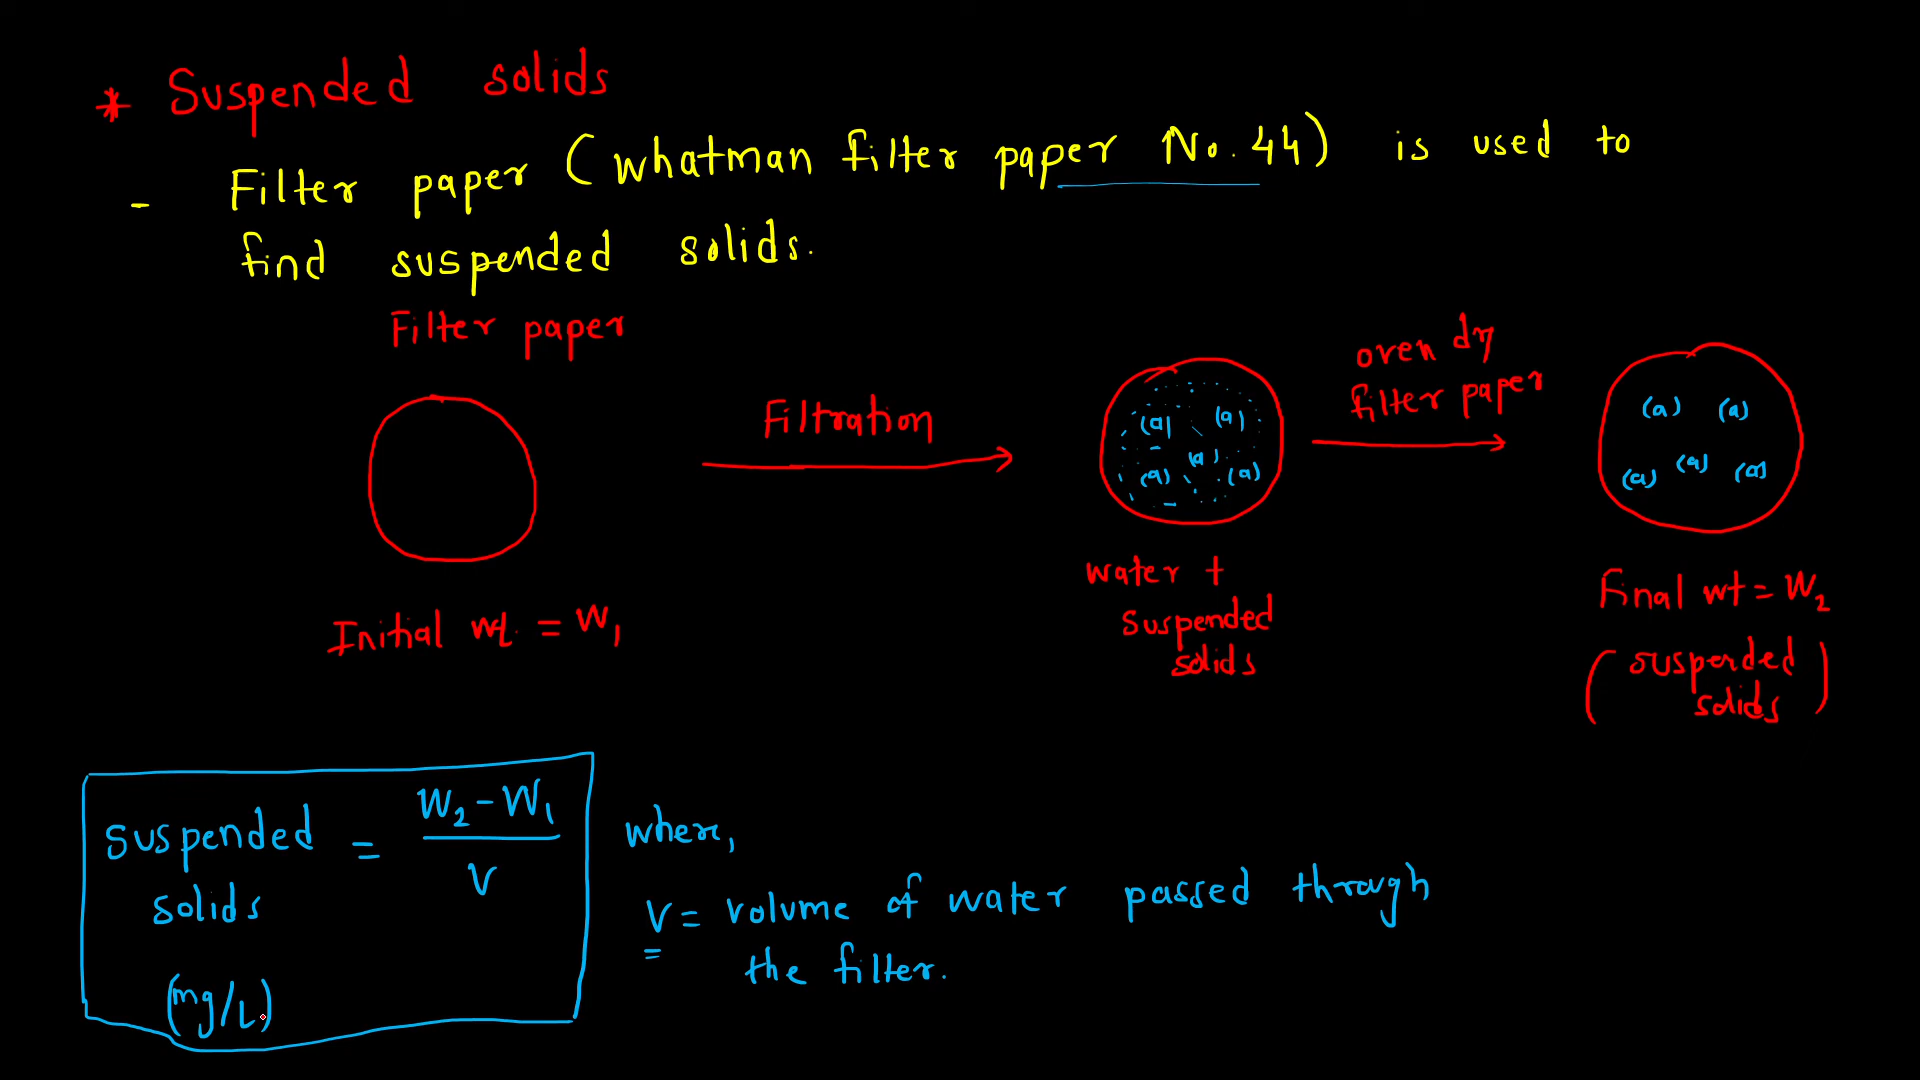 * Suspended solids
- Filter paper (whatman filter paper No. 44) is used to
find suspended solids.
Filter paper
Filtration
oven dry
filter paper
(a) (a)
(a)
(a) (a)
(a) (a)
(a) (a) (a)
Initial wt. = W₁
water +
suspended
solids
Final wt = W₂
(suspended
solids)
suspended = W₂ - W₁
V
solids
(mg/L)
where,
V = volume of water passed through
the filter.